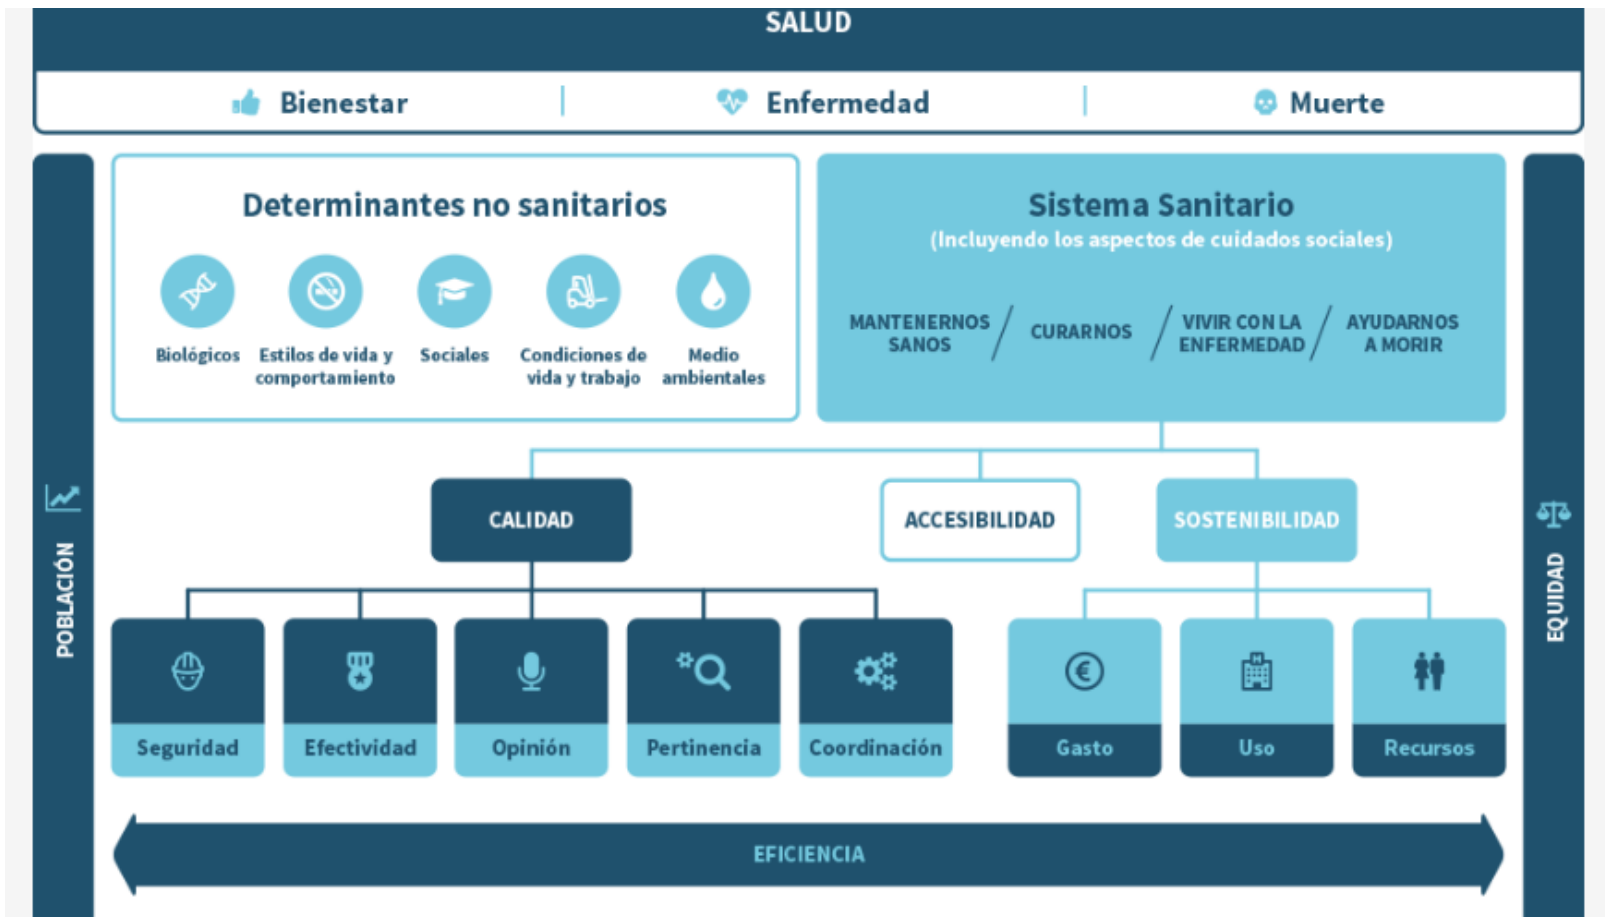 SALUD
Bienestar
Enfermedad
Muerte
Determinantes no sanitarios
Biológicos
Estilos de vida y
comportamiento
Sociales
Condiciones de
vida y trabajo
Medio
ambientales
Sistema Sanitario
(Incluyendo los aspectos de cuidados sociales)
MANTENERNOS
SANOS
CURARNOS
VIVIR CON LA
ENFERMEDAD
AYUDARNOS
A MORIR
POBLACIÓN
CALIDAD
ACCESIBILIDAD
SOSTENIBILIDAD
EQUIDAD
Seguridad
Efectividad
Opinión
Pertinencia
Coordinación
Gasto
Uso
Recursos
EFICIENCIA